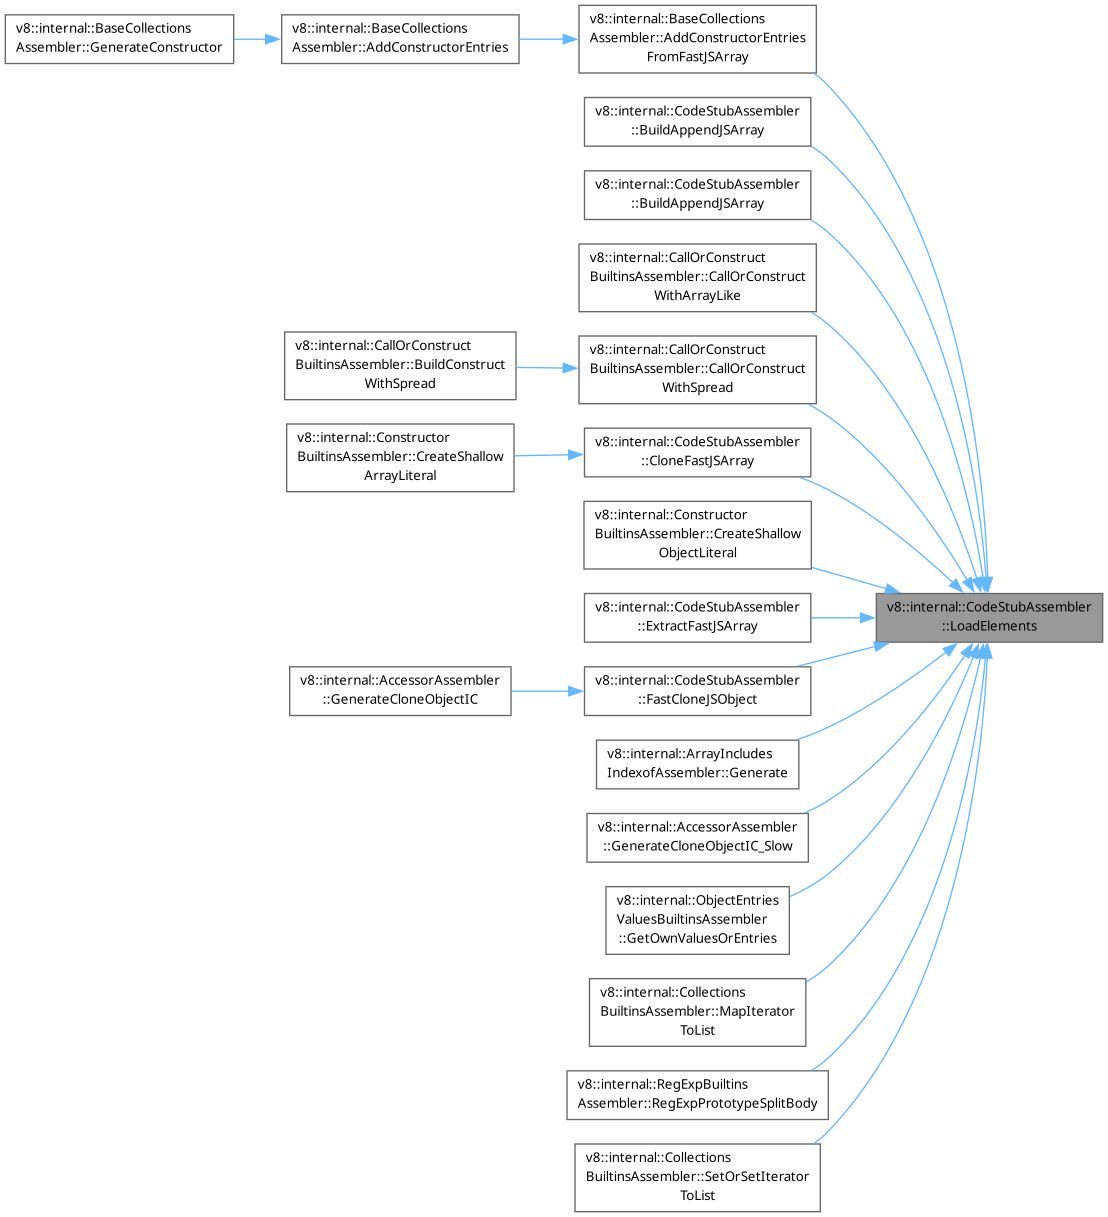 v8::internal::BaseCollections
Assembler::GenerateConstructor
v8::internal::BaseCollections
Assembler::AddConstructorEntries
v8::internal::BaseCollections
Assembler::AddConstructorEntries
FromFastJSArray
v8::internal::CodeStubAssembler
::BuildAppendJSArray
v8::internal::CodeStubAssembler
::BuildAppendJSArray
v8::internal::CallOrConstruct
BuiltinsAssembler::CallOrConstruct
WithArrayLike
v8::internal::CallOrConstruct
BuiltinsAssembler::BuildConstruct
WithSpread
v8::internal::CallOrConstruct
BuiltinsAssembler::CallOrConstruct
WithSpread
v8::internal::Constructor
BuiltinsAssembler::CreateShallow
ArrayLiteral
v8::internal::CodeStubAssembler
::CloneFastJSArray
v8::internal::Constructor
BuiltinsAssembler::CreateShallow
ObjectLiteral
v8::internal::CodeStubAssembler
::ExtractFastJSArray
v8::internal::CodeStubAssembler
::LoadElements
v8::internal::AccessorAssembler
::GenerateCloneObjectIC
v8::internal::CodeStubAssembler
::FastCloneJSObject
v8::internal::ArrayIncludes
IndexofAssembler::Generate
v8::internal::AccessorAssembler
::GenerateCloneObjectIC_Slow
v8::internal::ObjectEntries
ValuesBuiltinsAssembler
::GetOwnValuesOrEntries
v8::internal::Collections
BuiltinsAssembler::MapIterator
ToList
v8::internal::RegExpBuiltins
Assembler::RegExpPrototypeSplitBody
v8::internal::Collections
BuiltinsAssembler::SetOrSetIterator
ToList